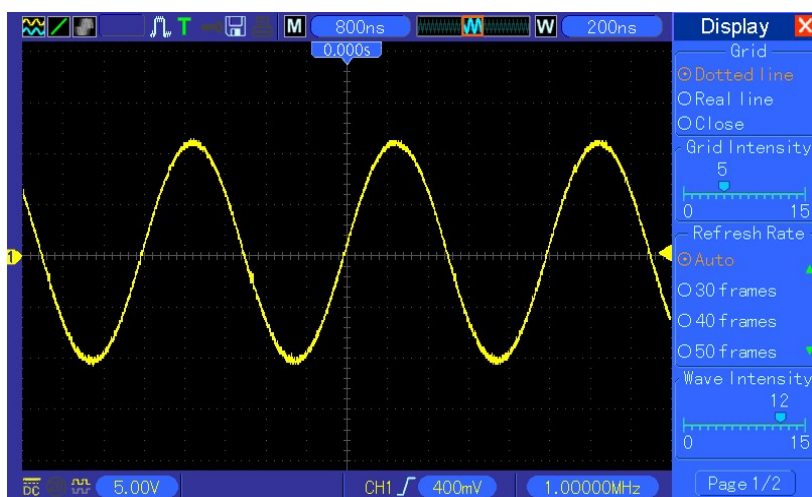 T M 800ns W 200ns Display X
0.000s
Grid
Dotted line
Real line
Close
Grid Intensity
5
0 15
Refresh Rate
Auto
30 frames
40 frames
50 frames
Wave Intensity
12
0 15
1
DC 5.00V CH1 400mV 1.00000MHz Page 1/2